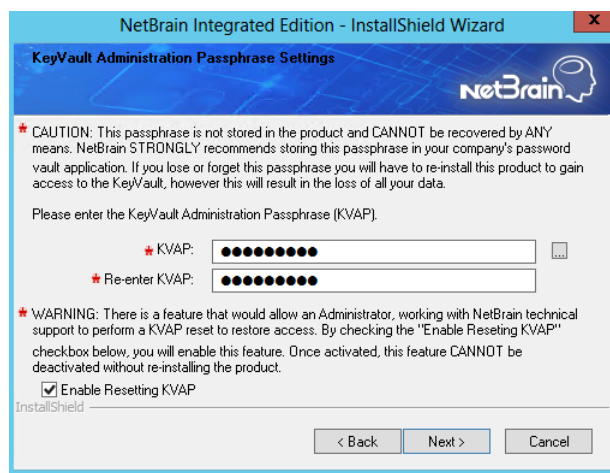 NetBrain Integrated Edition - InstallShield Wizard
x
KeyVault Administration Passphrase Settings
NetBrain
* CAUTION: This passphrase is not stored in the product and CANNOT be recovered by ANY
means. NetBrain STRONGLY recommends storing this passphrase in your company's password
vault application. If you lose or forget this passphrase you will have to re-install this product to gain
access to the KeyVault, however this will result in the loss of all your data.
Please enter the KeyVault Administration Passphrase (KVAP).
* KVAP: ●●●●●●●●● ...
* Re-enter KVAP: ●●●●●●●●●
* WARNING: There is a feature that would allow an Administrator, working with NetBrain technical
support to perform a KVAP reset to restore access. By checking the "Enable Reseting KVAP"
checkbox below, you will enable this feature. Once activated, this feature CANNOT be
deactivated without re-installing the product.
Enable Resetting KVAP
InstallShield
< Back Next > Cancel